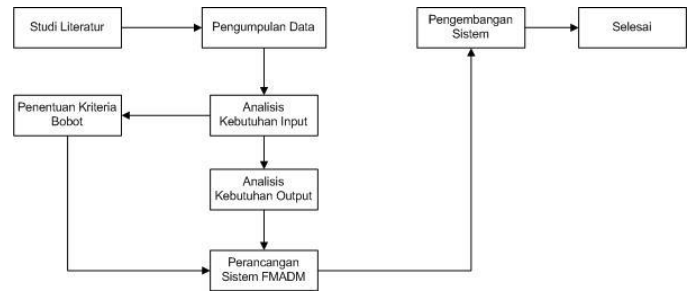 Studi Literatur
Pengumpulan Data
Pengembangan
Sistem
Selesai
Penentuan Kriteria
Bobot
Analisis
Kebutuhan Input
Analisis
Kebutuhan Output
Perancangan
Sistem FMADM